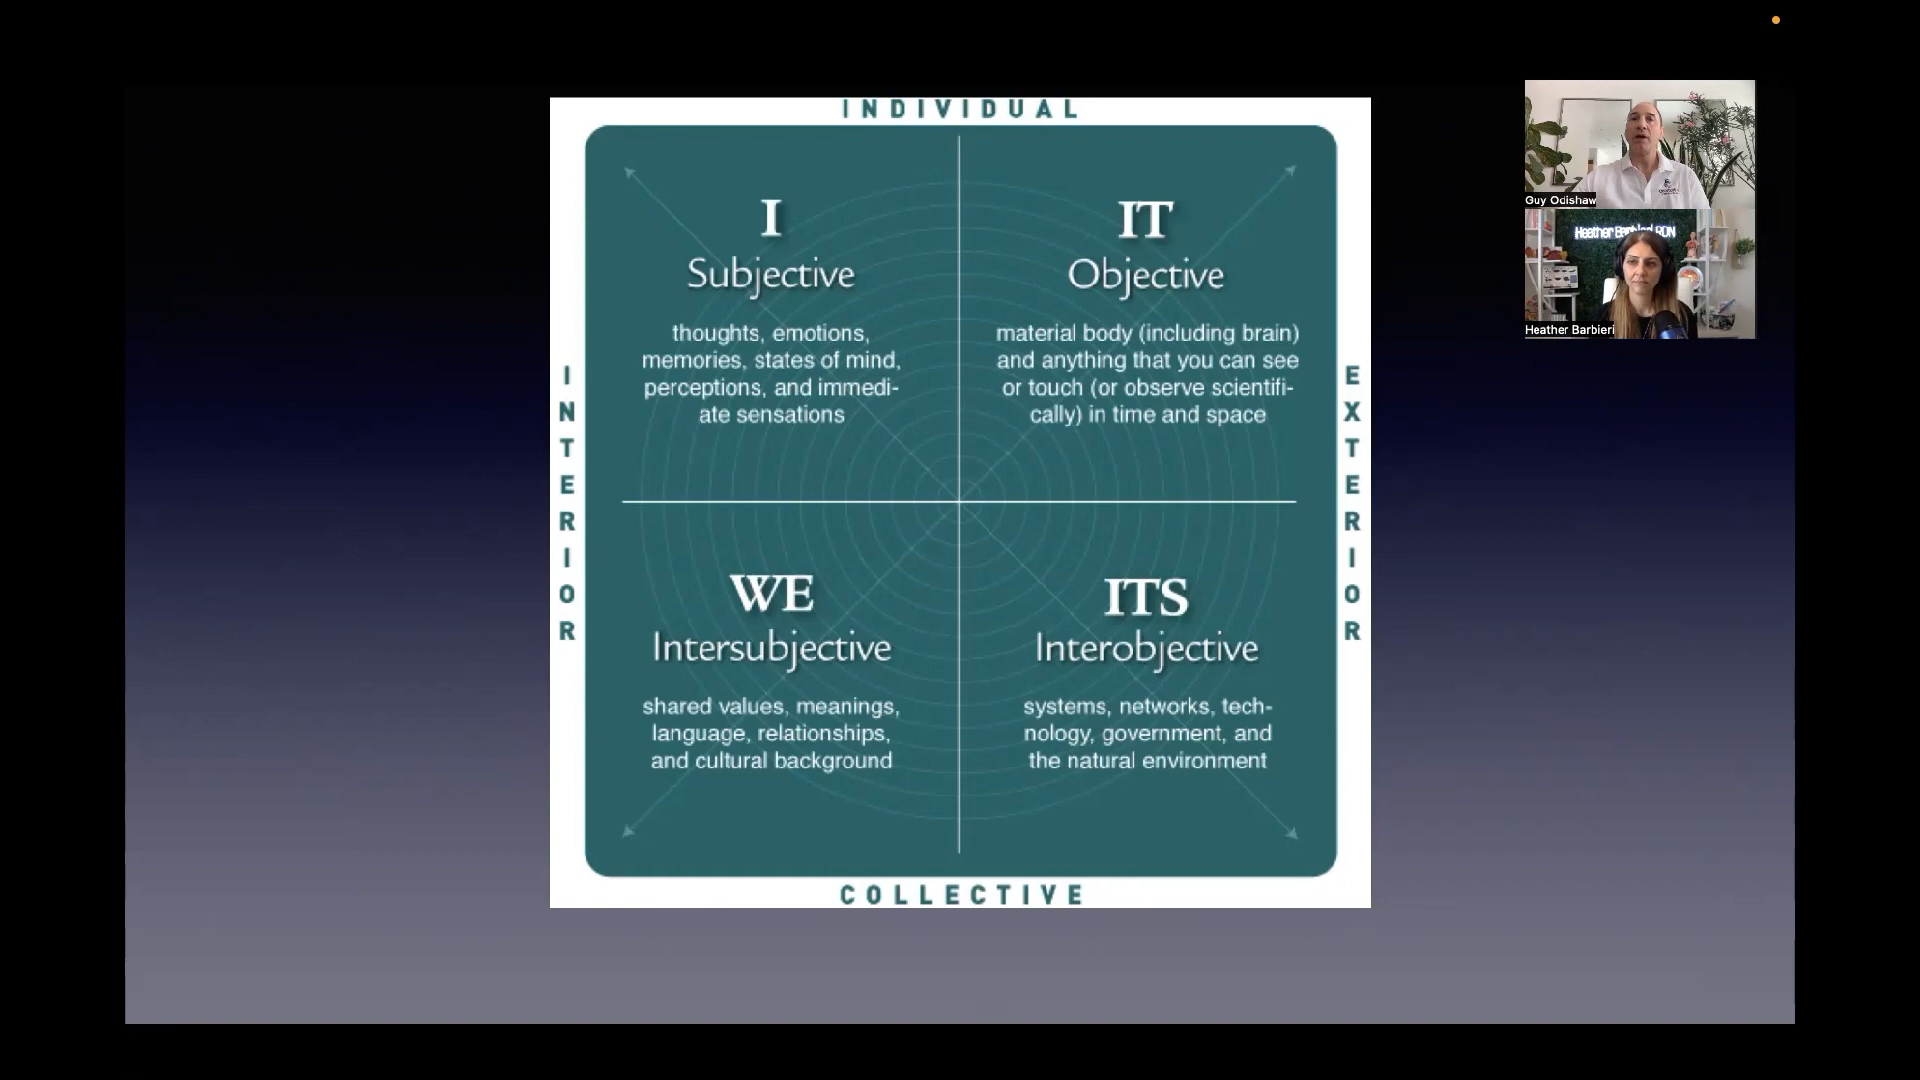 INDIVIDUAL
INTERIOR
EXTERIOR
I
Subjective
thoughts, emotions,
memories, states of mind,
perceptions, and immedi-
ate sensations
IT
Objective
material body (including brain)
and anything that you can see
or touch (or observe scientifi-
cally) in time and space
WE
Intersubjective
shared values, meanings,
language, relationships,
and cultural background
ITS
Interobjective
systems, networks, tech-
nology, government, and
the natural environment
COLLECTIVE
Guy Odishaw
Heather RDN
Heather Barbieri